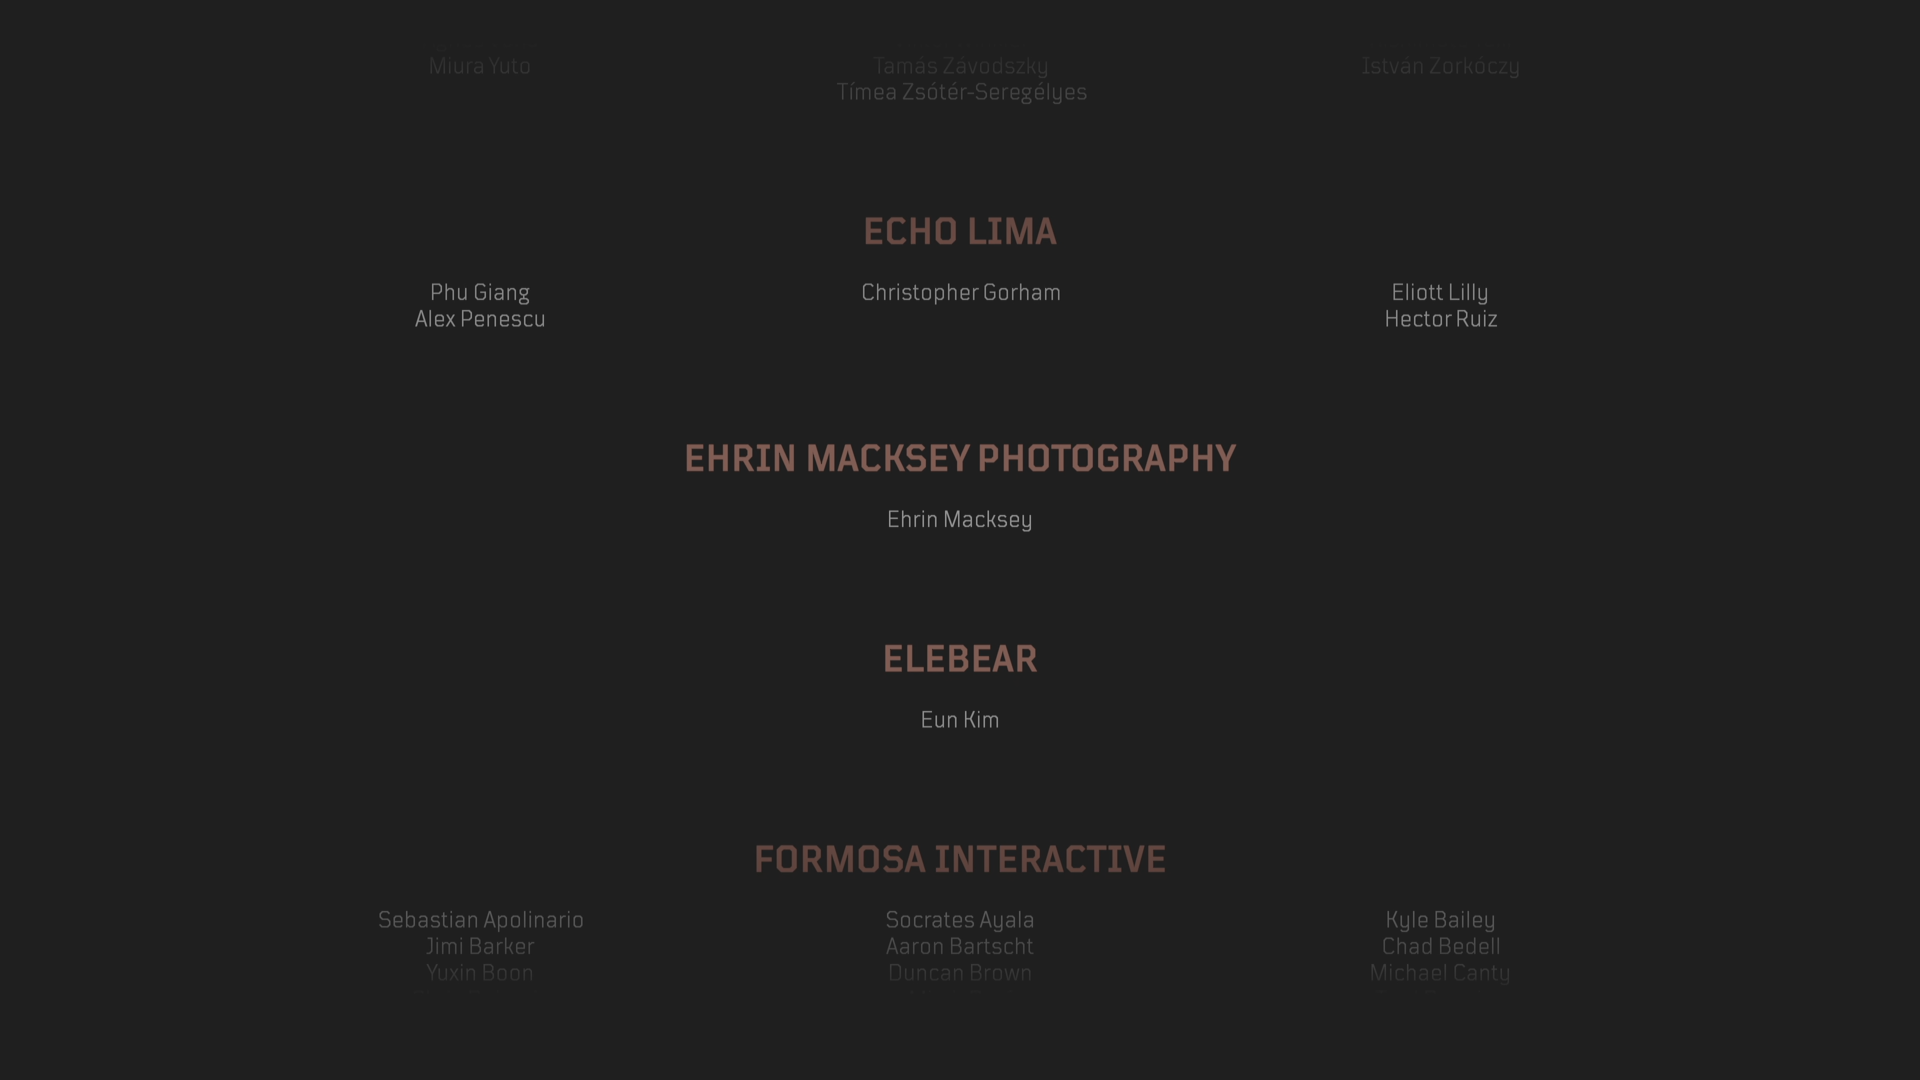 Miura Yuto Tamás Závodszky István Zorkóczy
Tímea Zsótér-Seregélyes
ECHO LIMA
Phu Giang Christopher Gorham Eliott Lilly
Alex Penescu Hector Ruiz
EHRIN MACKSEY PHOTOGRAPHY
Ehrin Macksey
ELEBEAR
Eun Kim
FORMOSA INTERACTIVE
Sebastian Apolinario Socrates Ayala Kyle Bailey
Jimi Barker Aaron Bartscht Chad Bedell
Yuxin Boon Duncan Brown Michael Canty